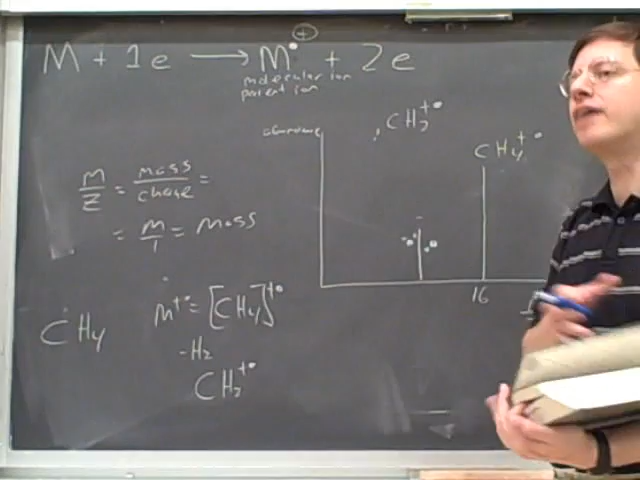 M + 1e ⟶ M•⊕ + 2e
molecular ion
parent ion
abundance
CH2+•
CH4+•
m/z = mass/charge =
= m/1 = mass
16
CH4
m+• = [CH4]+•
-H2
CH2+•